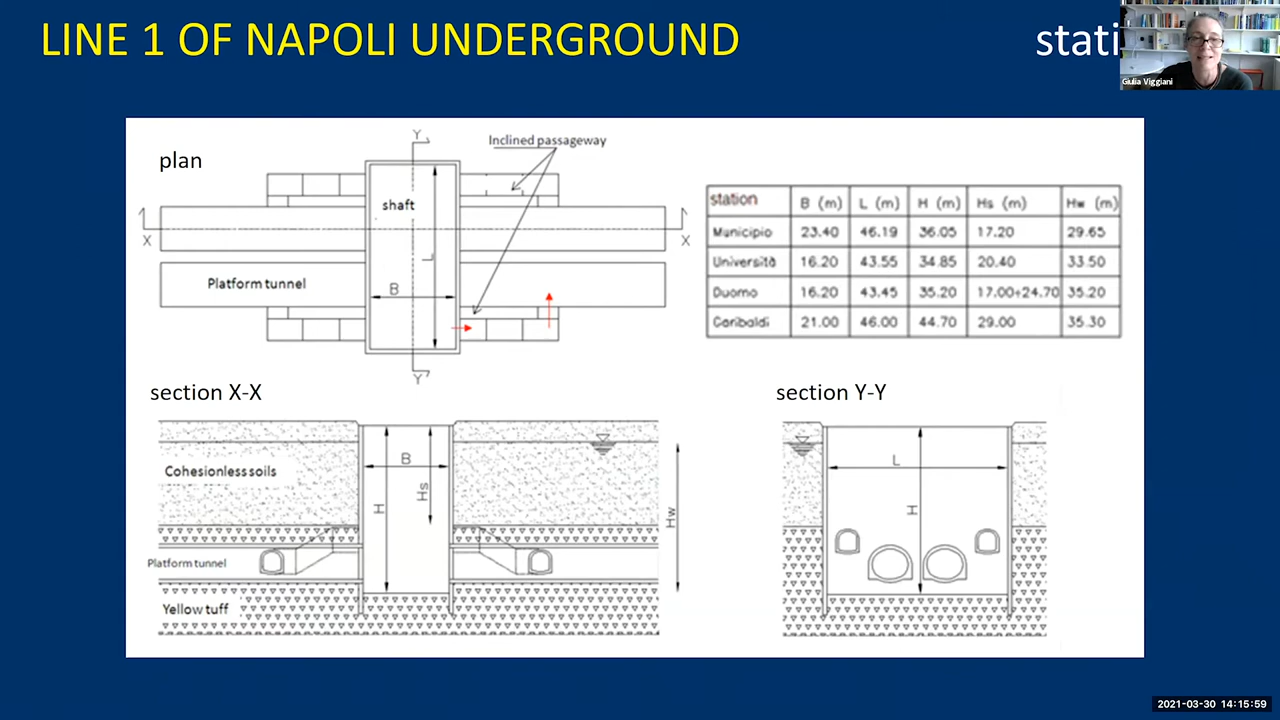 LINE 1 OF NAPOLI UNDERGROUND
stati
Giulia Viggiani
plan
Y
Inclined passageway
shaft
X
X
L
Platform tunnel
B
Y
station B (m) L (m) H (m) Hs (m) Hw (m)
Municipio 23.40 46.19 36.05 17.20 29.65
Università 16.20 43.55 34.85 20.40 33.50
Duomo 16.20 43.45 35.20 17.00÷24.70 35.20
Garibaldi 21.00 46.00 44.70 29.00 35.30
section X-X
section Y-Y
Cohesionless soils
B
L
Hs
H
Hw
H
Platform tunnel
Yellow tuff
2021-03-30 14:15:59